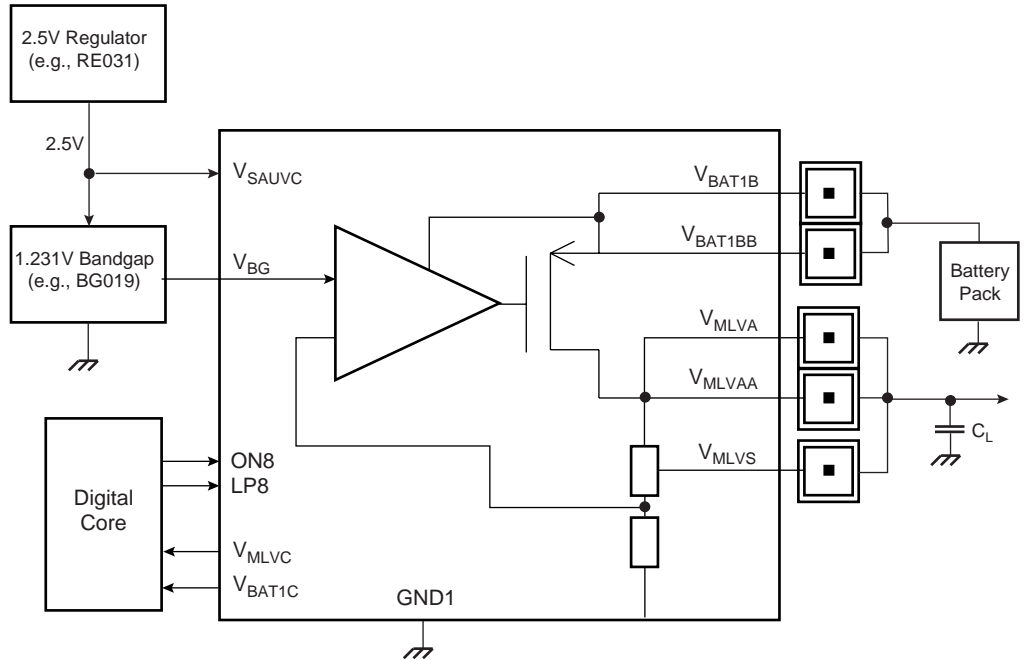 2.5V Regulator
(e.g., RE031)
2.5V
VSAUVC
1.231V Bandgap
(e.g., BG019)
VBG
VBAT1B
VBAT1BB
Battery
Pack
VMLVA
VMLVAA
VMLVS
CL
Digital
Core
ON8
LP8
VMLVC
VBAT1C
GND1